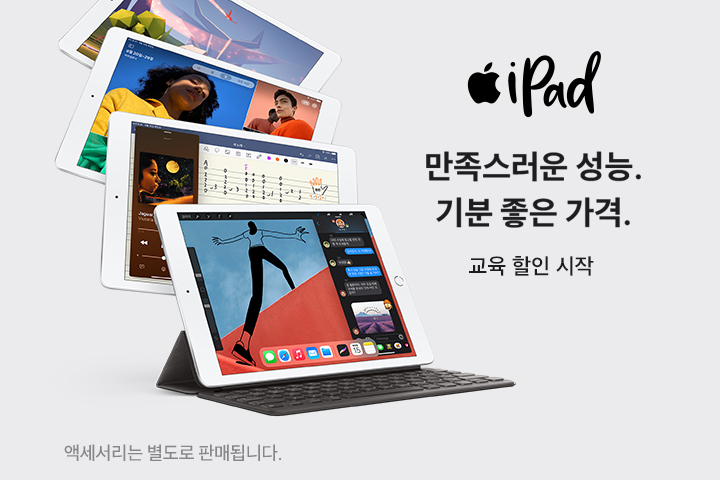 iPad
만족스러운 성능.
기분 좋은 가격.
교육 할인 시작
액세서리는 별도로 판매됩니다.